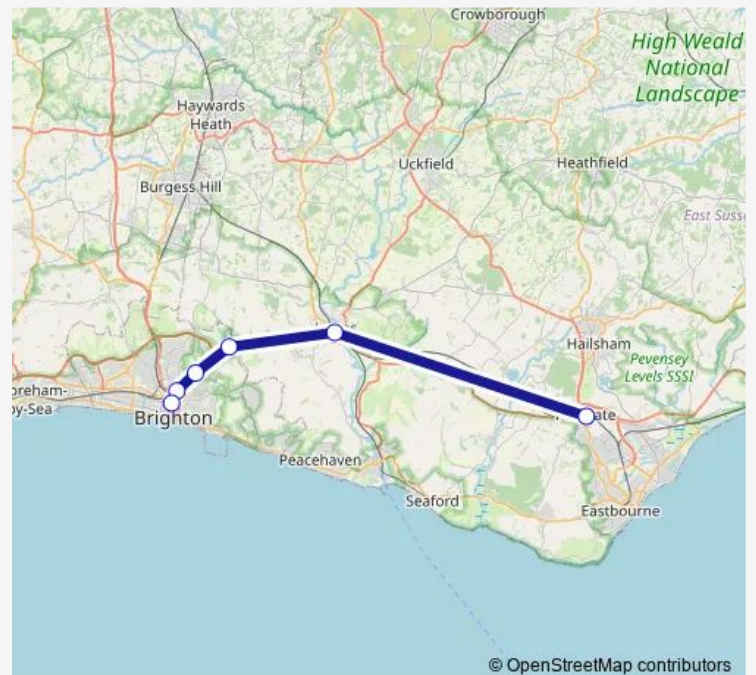 Crowborough
High Weald
National
Landscape
Haywards
Heath
Uckfield
Heathfield
Burgess Hill
East Suss
Hailsham
Pevensey
Levels SSSI
oreham-
by-Sea
Brighton
Peacehaven
Seaford
Eastbourne
© OpenStreetMap contributors